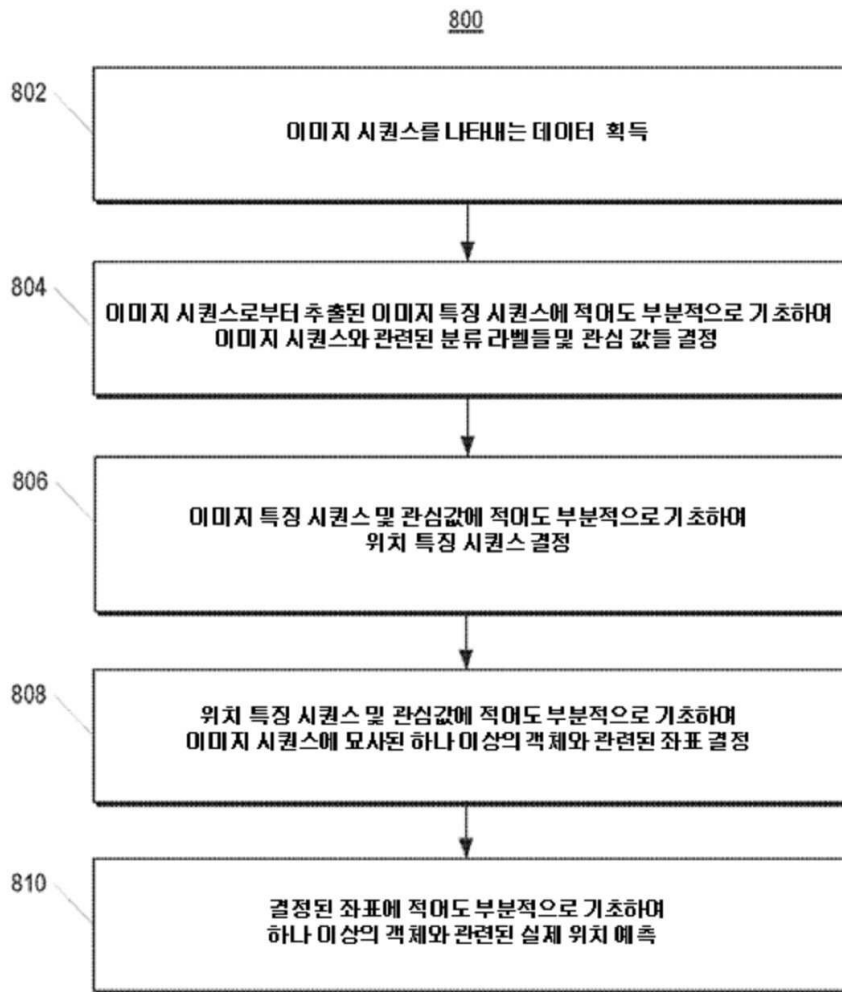 800
802
이미지 시퀀스를 나타내는 데이터 획득
804
이미지 시퀀스로부터 추출된 이미지 특징 시퀀스에 적어도 부분적으로 기초하여
이미지 시퀀스와 관련된 분류 라벨들 및 관심 값들 결정
806
이미지 특징 시퀀스 및 관심값에 적어도 부분적으로 기초하여
위치 특징 시퀀스 결정
808
위치 특징 시퀀스 및 관심값에 적어도 부분적으로 기초하여
이미지 시퀀스에 묘사된 하나 이상의 객체와 관련된 좌표 결정
810
결정된 좌표에 적어도 부분적으로 기초하여
하나 이상의 객체와 관련된 실제 위치 예측